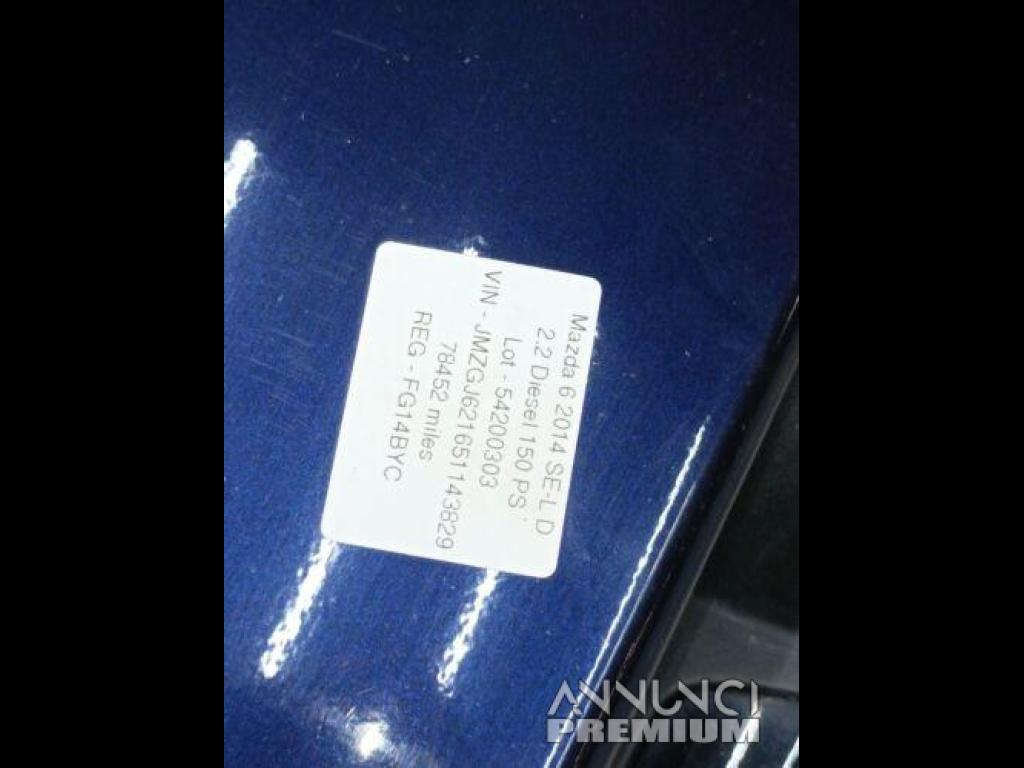 Mazda 6 2014 SE-L D
2.2 Diesel 150 PS
Lot - 54200303
VIN - JMZGJ621651143829
78452 miles
REG - FG14BYC
ANNUNCI
PREMIUM